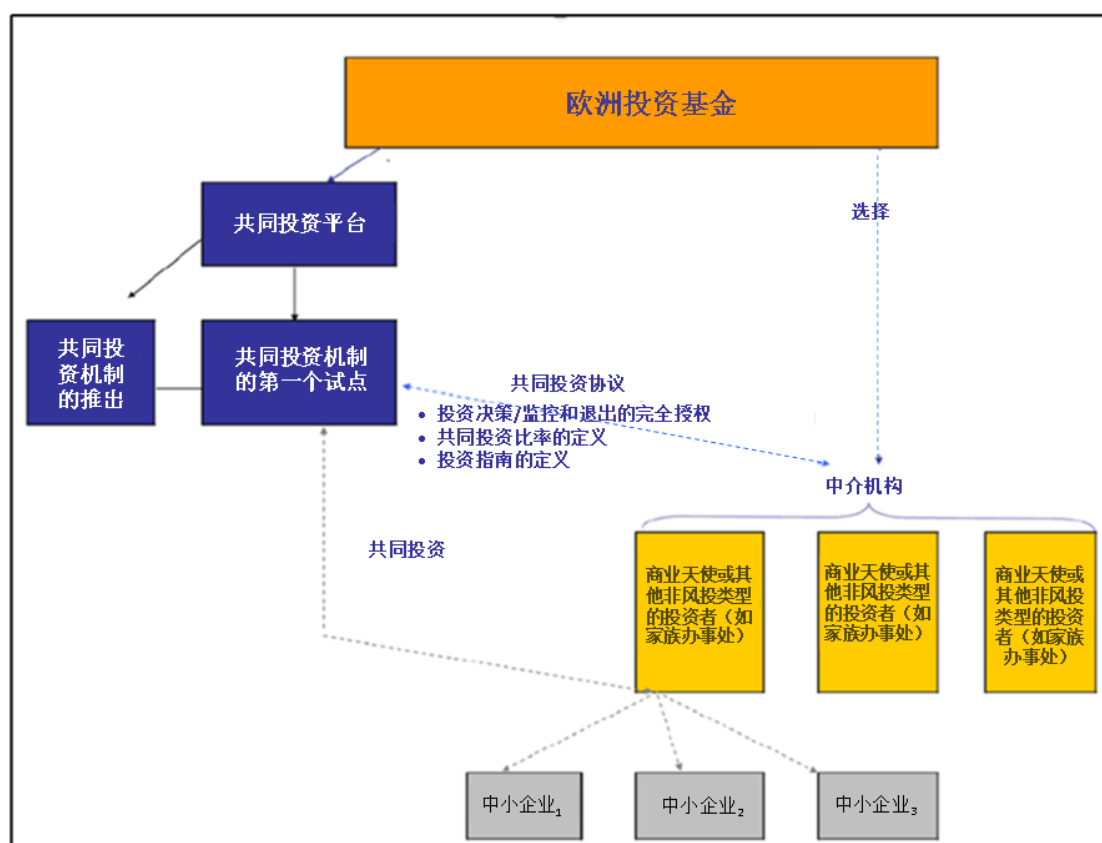 欧洲投资基金
共同投资平台
选择
共同投
资机制
的推出
共同投资机制
的第一个试点
共同投资协议
• 投资决策/监控和退出的完全授权
• 共同投资比率的定义
• 投资指南的定义
中介机构
共同投资
商业天使或其
他非风投类型
的投资者（如
家族办事处）
商业天使或其
他非风投类型
的投资者（如
家族办事处）
商业天使或
其他非风投
类型的投资
者（如家族
办事处）
中小企业1
中小企业2
中小企业3